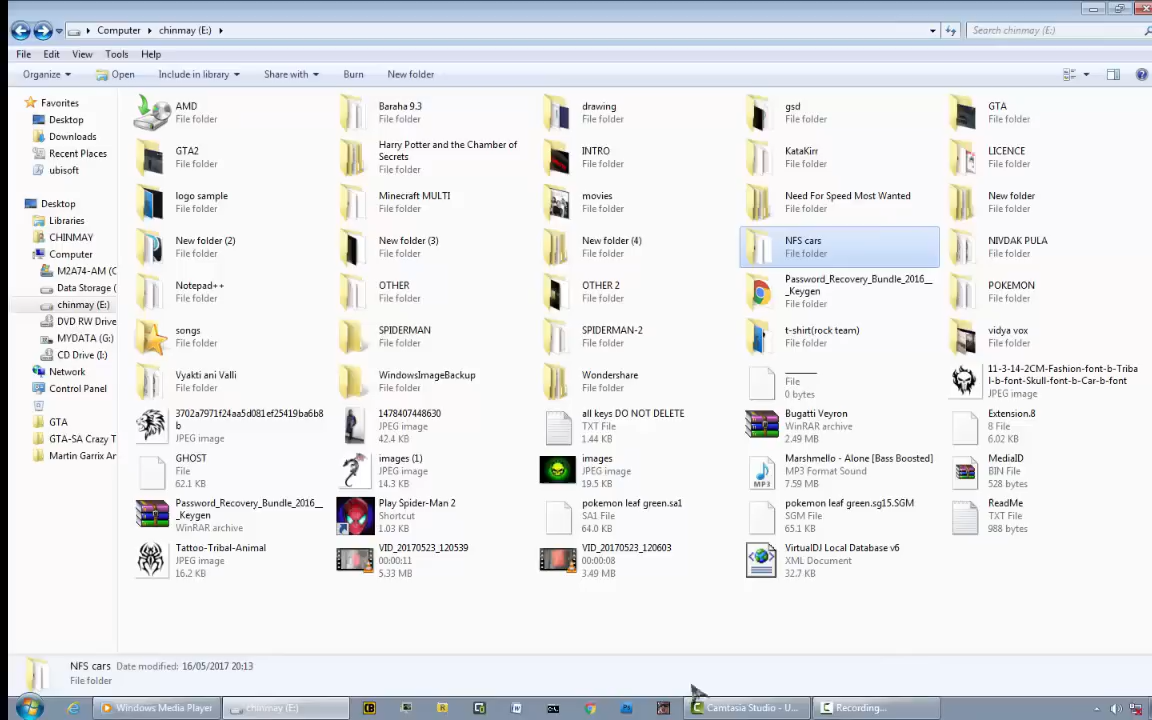 Computer ▸ chinmay (E:) ▸
Search chinmay (E:)
File Edit View Tools Help
Organize Open Include in library Share with Burn New folder
Favorites
Desktop
Downloads
Recent Places
ubisoft
Desktop
Libraries
CHINMAY
Computer
M2A74-AM (C
Data Storage (
chinmay (E:)
DVD RW Drive
MYDATA (G:)
CD Drive (I:)
Network
Control Panel
GTA
GTA-SA Crazy T
Martin Garrix Ar
AMD
File folder
Baraha 9.3
File folder
drawing
File folder
gsd
File folder
GTA
File folder
GTA2
File folder
Harry Potter and the Chamber of
Secrets
File folder
INTRO
File folder
KataKirr
File folder
LICENCE
File folder
logo sample
File folder
Minecraft MULTI
File folder
movies
File folder
Need For Speed Most Wanted
File folder
New folder
File folder
New folder (2)
File folder
New folder (3)
File folder
New folder (4)
File folder
NFS cars
File folder
NIVDAK PULA
File folder
Notepad++
File folder
OTHER
File folder
OTHER 2
File folder
Password_Recovery_Bundle_2016__
_Keygen
File folder
POKEMON
File folder
songs
File folder
SPIDERMAN
File folder
SPIDERMAN-2
File folder
t-shirt(rock team)
File folder
vidya vox
File folder
Vyakti ani Valli
File folder
WindowsImageBackup
File folder
Wondershare
File folder
File
0 bytes
11-3-14-2CM-Fashion-font-b-Triba
l-b-font-Skull-font-b-Car-b-font
JPEG image
3702a7971f24aa5d081ef25419ba6b8
b
JPEG image
1478407448630
JPEG image
42.4 KB
all keys DO NOT DELETE
TXT File
1.44 KB
Bugatti Veyron
WinRAR archive
2.49 MB
Extension.8
8 File
6.02 KB
GHOST
File
62.1 KB
images (1)
JPEG image
14.3 KB
images
JPEG image
19.5 KB
Marshmello - Alone [Bass Boosted]
MP3 Format Sound
7.59 MB
MediaID
BIN File
528 bytes
Password_Recovery_Bundle_2016__
_Keygen
WinRAR archive
Play Spider-Man 2
Shortcut
1.03 KB
pokemon leaf green.sa1
SA1 File
64.0 KB
pokemon leaf green.sg15.SGM
SGM File
65.1 KB
ReadMe
TXT File
988 bytes
Tattoo-Tribal-Animal
JPEG image
16.2 KB
VID_20170523_120539
00:00:11
5.33 MB
VID_20170523_120603
00:00:08
3.49 MB
VirtualDJ Local Database v6
XML Document
32.7 KB
NFS cars Date modified: 16/05/2017 20:13
File folder
Windows Media Player
chinmay (E:)
Camtasia Studio - U...
Recording...